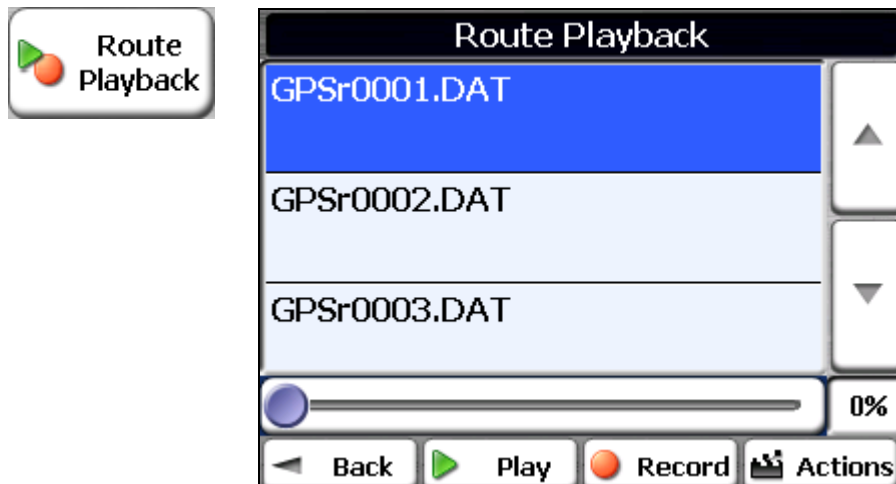 Route
Playback
Route Playback
GPSr0001.DAT
GPSr0002.DAT
GPSr0003.DAT
0%
Back
Play
Record
Actions